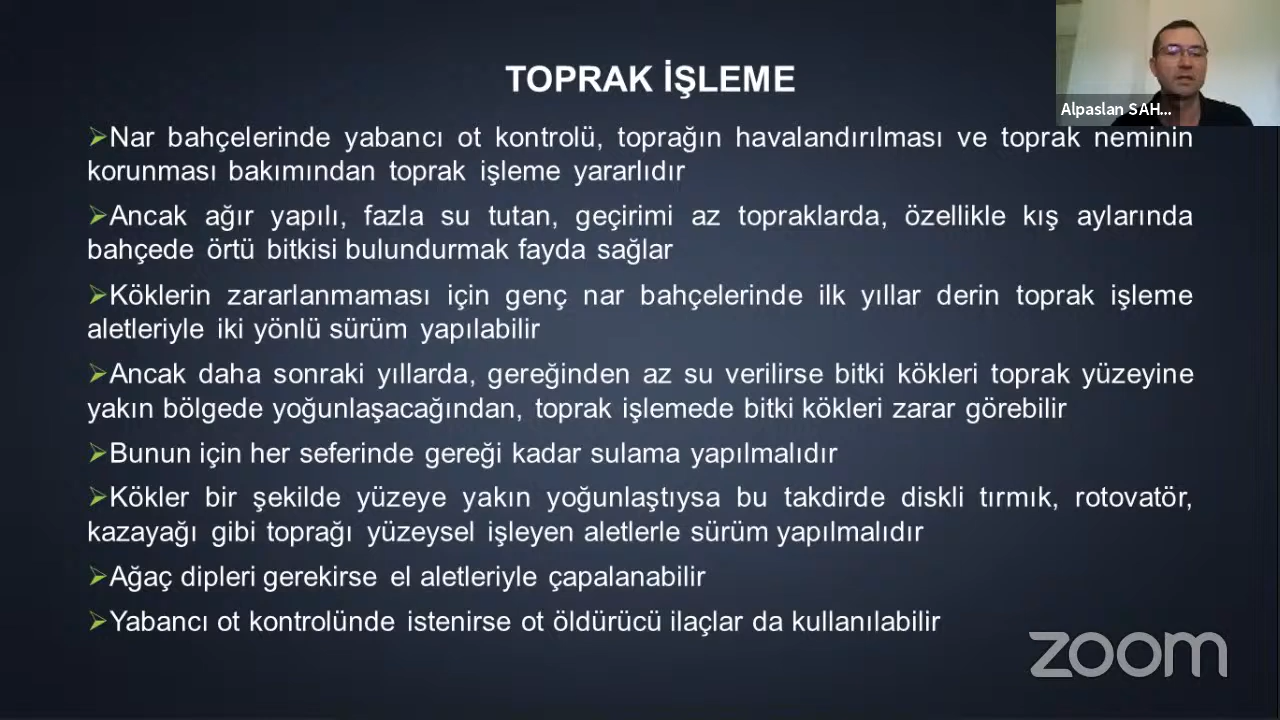 TOPRAK İŞLEME
Alpaslan SAH...
➢Nar bahçelerinde yabancı ot kontrolü, toprağın havalandırılması ve toprak neminin
korunması bakımından toprak işleme yararlıdır
➢Ancak ağır yapılı, fazla su tutan, geçirimi az topraklarda, özellikle kış aylarında
bahçede örtü bitkisi bulundurmak fayda sağlar
➢Köklerin zararlanmaması için genç nar bahçelerinde ilk yıllar derin toprak işleme
aletleriyle iki yönlü sürüm yapılabilir
➢Ancak daha sonraki yıllarda, gereğinden az su verilirse bitki kökleri toprak yüzeyine
yakın bölgede yoğunlaşacağından, toprak işlemede bitki kökleri zarar görebilir
➢Bunun için her seferinde gereği kadar sulama yapılmalıdır
➢Kökler bir şekilde yüzeye yakın yoğunlaştıysa bu takdirde diskli tırmık, rotovatör,
kazayağı gibi toprağı yüzeysel işleyen aletlerle sürüm yapılmalıdır
➢Ağaç dipleri gerekirse el aletleriyle çapalanabilir
➢Yabancı ot kontrolünde istenirse ot öldürücü ilaçlar da kullanılabilir
zoom